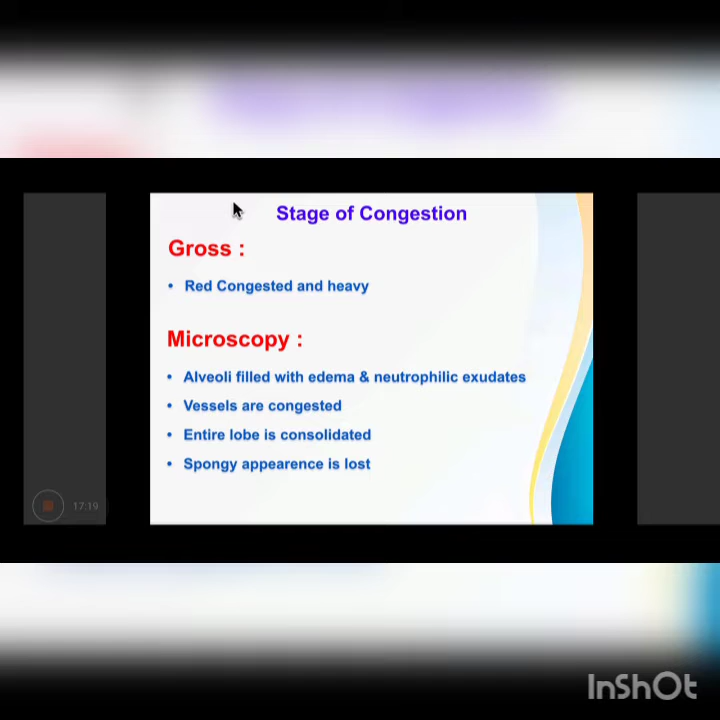 Stage of Congestion
Gross :
• Red Congested and heavy
Microscopy :
• Alveoli filled with edema & neutrophilic exudates
• Vessels are congested
• Entire lobe is consolidated
• Spongy appearence is lost
17:19
InShOt